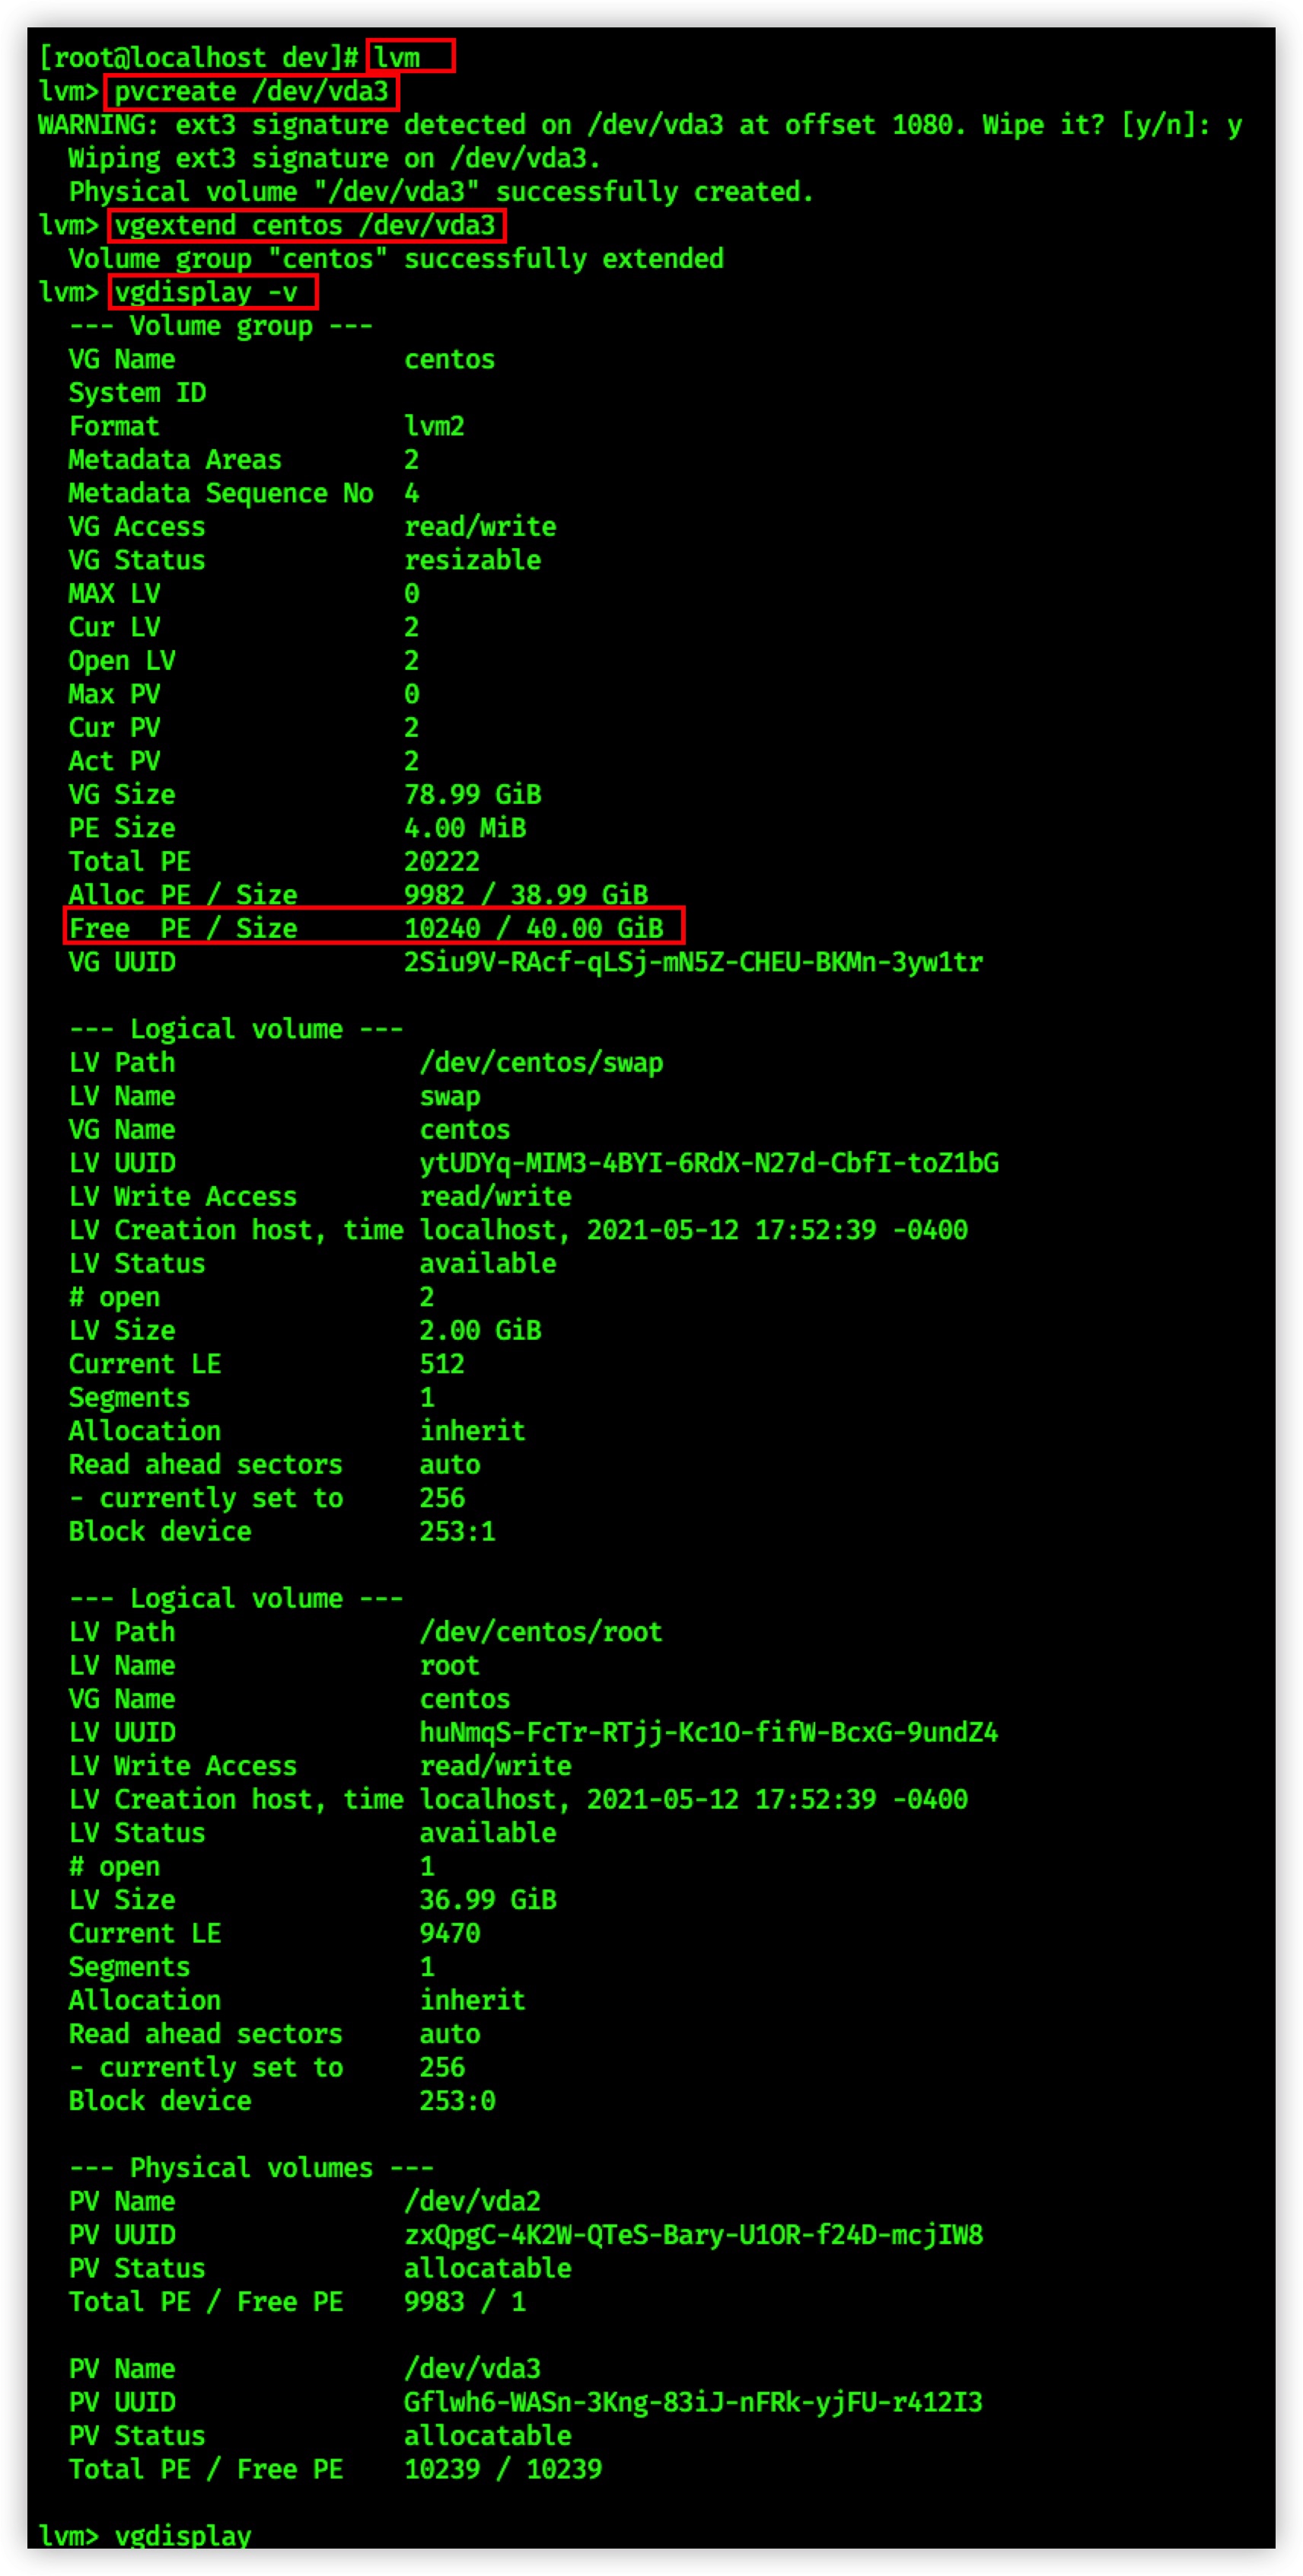 [root@localhost dev]# lvm
lvm> pvcreate /dev/vda3
WARNING: ext3 signature detected on /dev/vda3 at offset 1080. Wipe it? [y/n]: y
  Wiping ext3 signature on /dev/vda3.
  Physical volume "/dev/vda3" successfully created.
lvm> vgextend centos /dev/vda3
  Volume group "centos" successfully extended
lvm> vgdisplay -v
  --- Volume group ---
  VG Name               centos
  System ID
  Format                lvm2
  Metadata Areas        2
  Metadata Sequence No  4
  VG Access             read/write
  VG Status             resizable
  MAX LV                0
  Cur LV                2
  Open LV               2
  Max PV                0
  Cur PV                2
  Act PV                2
  VG Size               78.99 GiB
  PE Size               4.00 MiB
  Total PE              20222
  Alloc PE / Size       9982 / 38.99 GiB
  Free  PE / Size       10240 / 40.00 GiB
  VG UUID               2Siu9V-RAcf-qLSj-mN5Z-CHEU-BKMn-3yw1tr

  --- Logical volume ---
  LV Path                /dev/centos/swap
  LV Name                swap
  VG Name                centos
  LV UUID                ytUDYq-MIM3-4BYI-6RdX-N27d-CbfI-toZ1bG
  LV Write Access        read/write
  LV Creation host, time localhost, 2021-05-12 17:52:39 -0400
  LV Status              available
  # open                 2
  LV Size                2.00 GiB
  Current LE             512
  Segments               1
  Allocation             inherit
  Read ahead sectors     auto
  - currently set to     256
  Block device           253:1

  --- Logical volume ---
  LV Path                /dev/centos/root
  LV Name                root
  VG Name                centos
  LV UUID                huNmqS-FcTr-RTjj-Kc1O-fifW-BcxG-9undZ4
  LV Write Access        read/write
  LV Creation host, time localhost, 2021-05-12 17:52:39 -0400
  LV Status              available
  # open                 1
  LV Size                36.99 GiB
  Current LE             9470
  Segments               1
  Allocation             inherit
  Read ahead sectors     auto
  - currently set to     256
  Block device           253:0

  --- Physical volumes ---
  PV Name               /dev/vda2
  PV UUID               zxQpgC-4K2W-QTeS-Bary-U1OR-f24D-mcjIW8
  PV Status             allocatable
  Total PE / Free PE    9983 / 1

  PV Name               /dev/vda3
  PV UUID               Gflwh6-WASn-3Kng-83iJ-nFRk-yjFU-r412I3
  PV Status             allocatable
  Total PE / Free PE    10239 / 10239

lvm> vgdisplay